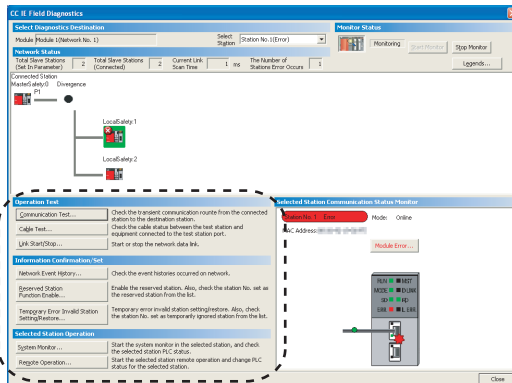 CC IE Field Diagnostics
Select Diagnostics Destination
Module Module 1(Network No. 1)
Select Station Station No.1(Error)
Monitor Status
Monitoring
Start Monitor
Stop Monitor
Legends...
Network Status
Total Slave Stations (Set In Parameter) 2
Total Slave Stations (Connected) 2
Current Link Scan Time 1 ms
The Number of Stations Error Occurs 1
Connected Station
MasterSafety:0 Divergence
P1
LocalSafety:1
LocalSafety:2
Operation Test
Communication Test...
Check the transient communication rounte from the connected station to the destination station.
Cable Test...
Check the cable status between the test station and equipment connected to the test station port.
Link Start/Stop...
Start or stop the network data link.
Information Confirmation/Set
Network Event History...
Check the event histories occurred on network.
Reserved Station Function Enable...
Enable the reserved station. Also, check the station No. set as the reserved station from the list.
Temporary Error Invalid Station Setting/Restore...
Temporary error invalid station setting/restore. Also, check the station No. set as temporarily ignored station from the list.
Selected Station Operation
System Monitor...
Start the system monitor in the selected station, and check the selected station PLC status.
Remote Operation...
Start the selected station remote operation and change PLC status for the selected station.
Selected Station Communication Status Monitor
Station No. 1 Error
Mode: Online
MAC Address:
Module Error...
RUN MST
MODE D LINK
SD RD
ERR. L ERR.
Close